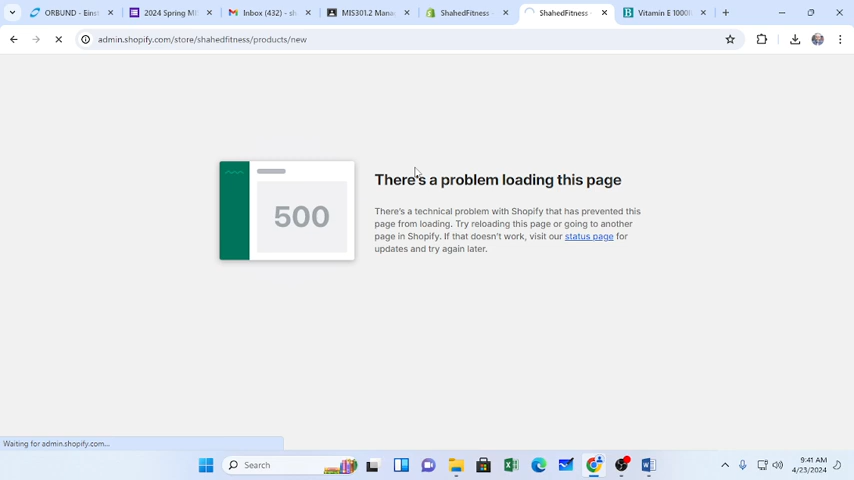 ORBUND - Einst
2024 Spring M
Inbox (432) - sh
MIS301.2 Manag
ShahedFitness -
ShahedFitness
Vitamin E 1000I
admin.shopify.com/store/shahedfitness/products/new
500
There's a problem loading this page
There's a technical problem with Shopify that has prevented this
page from loading. Try reloading this page or going to another
page in Shopify. If that doesn't work, visit our status page for
updates and try again later.
Waiting for admin.shopify.com...
Search
9:41 AM
4/23/2024